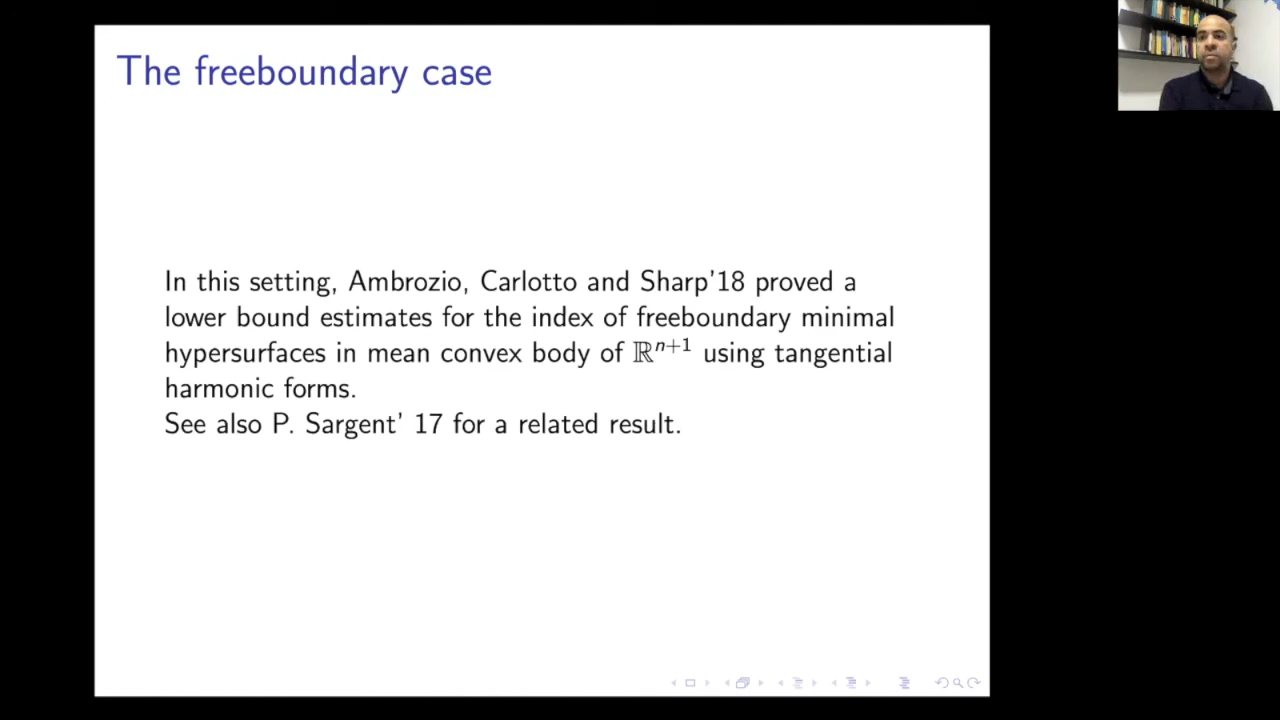 The freeboundary case
In this setting, Ambrozio, Carlotto and Sharp'18 proved a
lower bound estimates for the index of freeboundary minimal
hypersurfaces in mean convex body of ℝⁿ⁺¹ using tangential
harmonic forms.
See also P. Sargent' 17 for a related result.